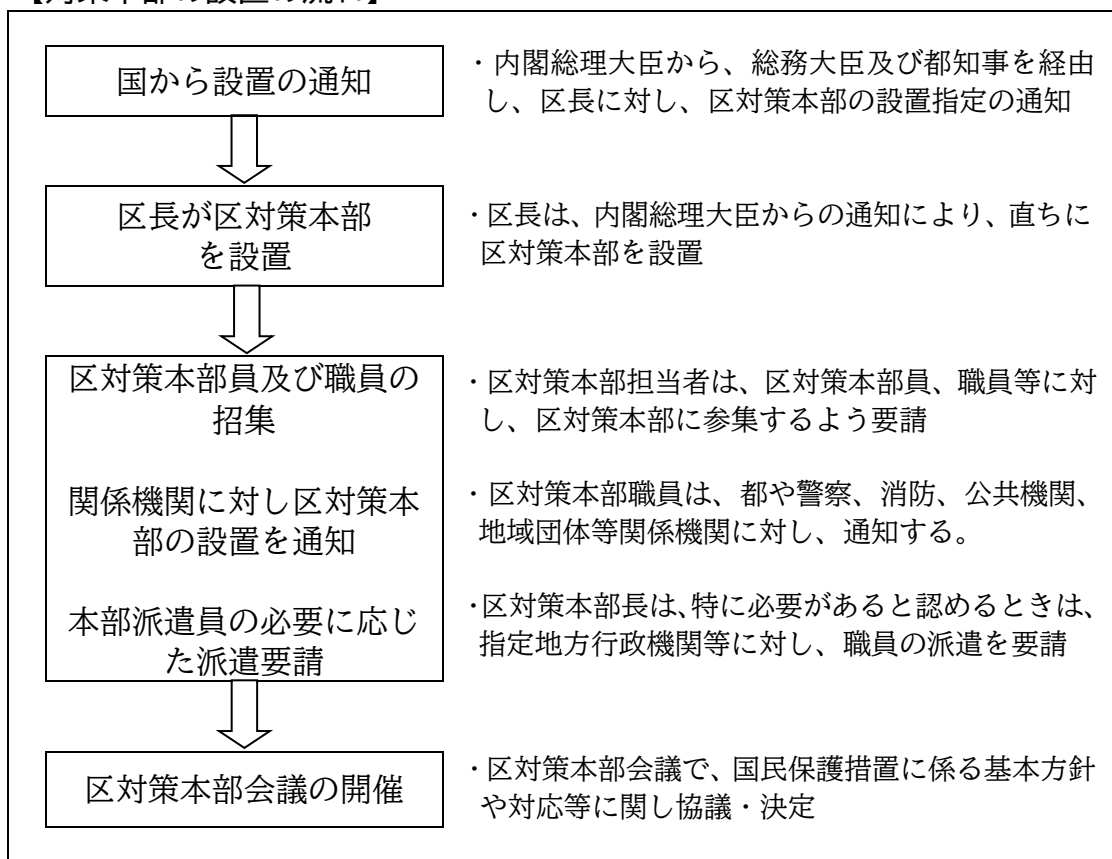 【対策本部の設置の流れ】
国から設置の通知
・内閣総理大臣から、総務大臣及び都知事を経由
し、区長に対し、区対策本部の設置指定の通知
区長が区対策本部
を設置
・区長は、内閣総理大臣からの通知により、直ちに
区対策本部を設置
区対策本部員及び職員の
招集
・区対策本部担当者は、区対策本部員、職員等に対
し、区対策本部に参集するよう要請
関係機関に対し区対策本
部の設置を通知
・区対策本部職員は、都や警察、消防、公共機関、
地域団体等関係機関に対し、通知する。
本部派遣員の必要に応じ
た派遣要請
・区対策本部長は、特に必要があると認めるときは、
指定地方行政機関等に対し、職員の派遣を要請
区対策本部会議の開催
・区対策本部会議で、国民保護措置に係る基本方針
や対応等に関し協議・決定